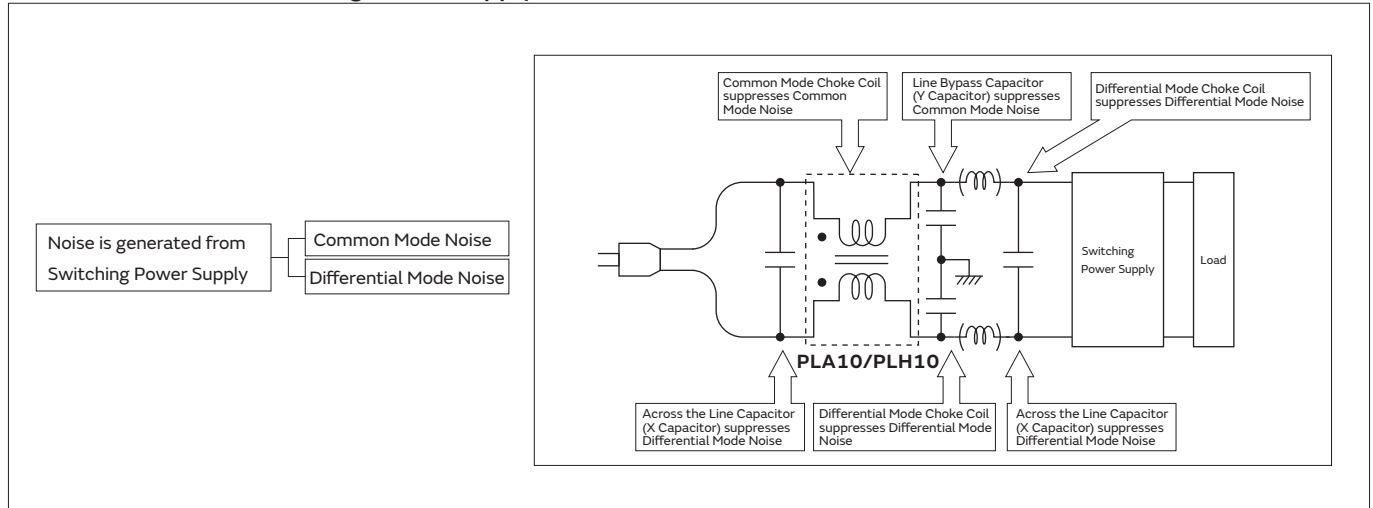 Noise is generated from
Switching Power Supply
Common Mode Noise
Differential Mode Noise
Common Mode Choke Coil
suppresses Common
Mode Noise
Line Bypass Capacitor
(Y Capacitor) suppresses
Common Mode Noise
Differential Mode Choke Coil
suppresses Differential Mode Noise
Switching
Power Supply
Load
PLA10/PLH10
Across the Line Capacitor
(X Capacitor) suppresses
Differential Mode Noise
Differential Mode Choke Coil
suppresses Differential Mode
Noise
Across the Line Capacitor
(X Capacitor) suppresses
Differential Mode Noise